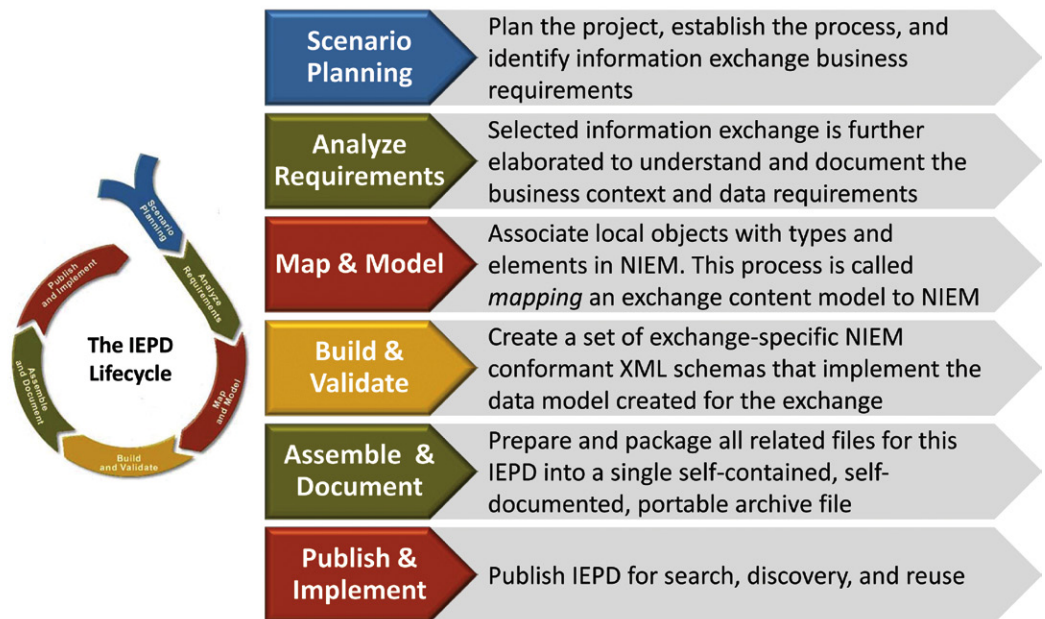 Scenario
Planning
Plan the project, establish the process, and
identify information exchange business
requirements
Analyze
Requirements
Selected information exchange is further
elaborated to understand and document the
business context and data requirements
Map & Model
Associate local objects with types and
elements in NIEM. This process is called
mapping an exchange content model to NIEM
Build &
Validate
Create a set of exchange-specific NIEM
conformant XML schemas that implement the
data model created for the exchange
Assemble &
Document
Prepare and package all related files for this
IEPD into a single self-contained, self-
documented, portable archive file
Publish &
Implement
Publish IEPD for search, discovery, and reuse
The IEPD
Lifecycle
Scenario
Planning
Analyze
Requirements
Map
and Model
Build
and Validate
Assemble
and Document
Publish
and Implement